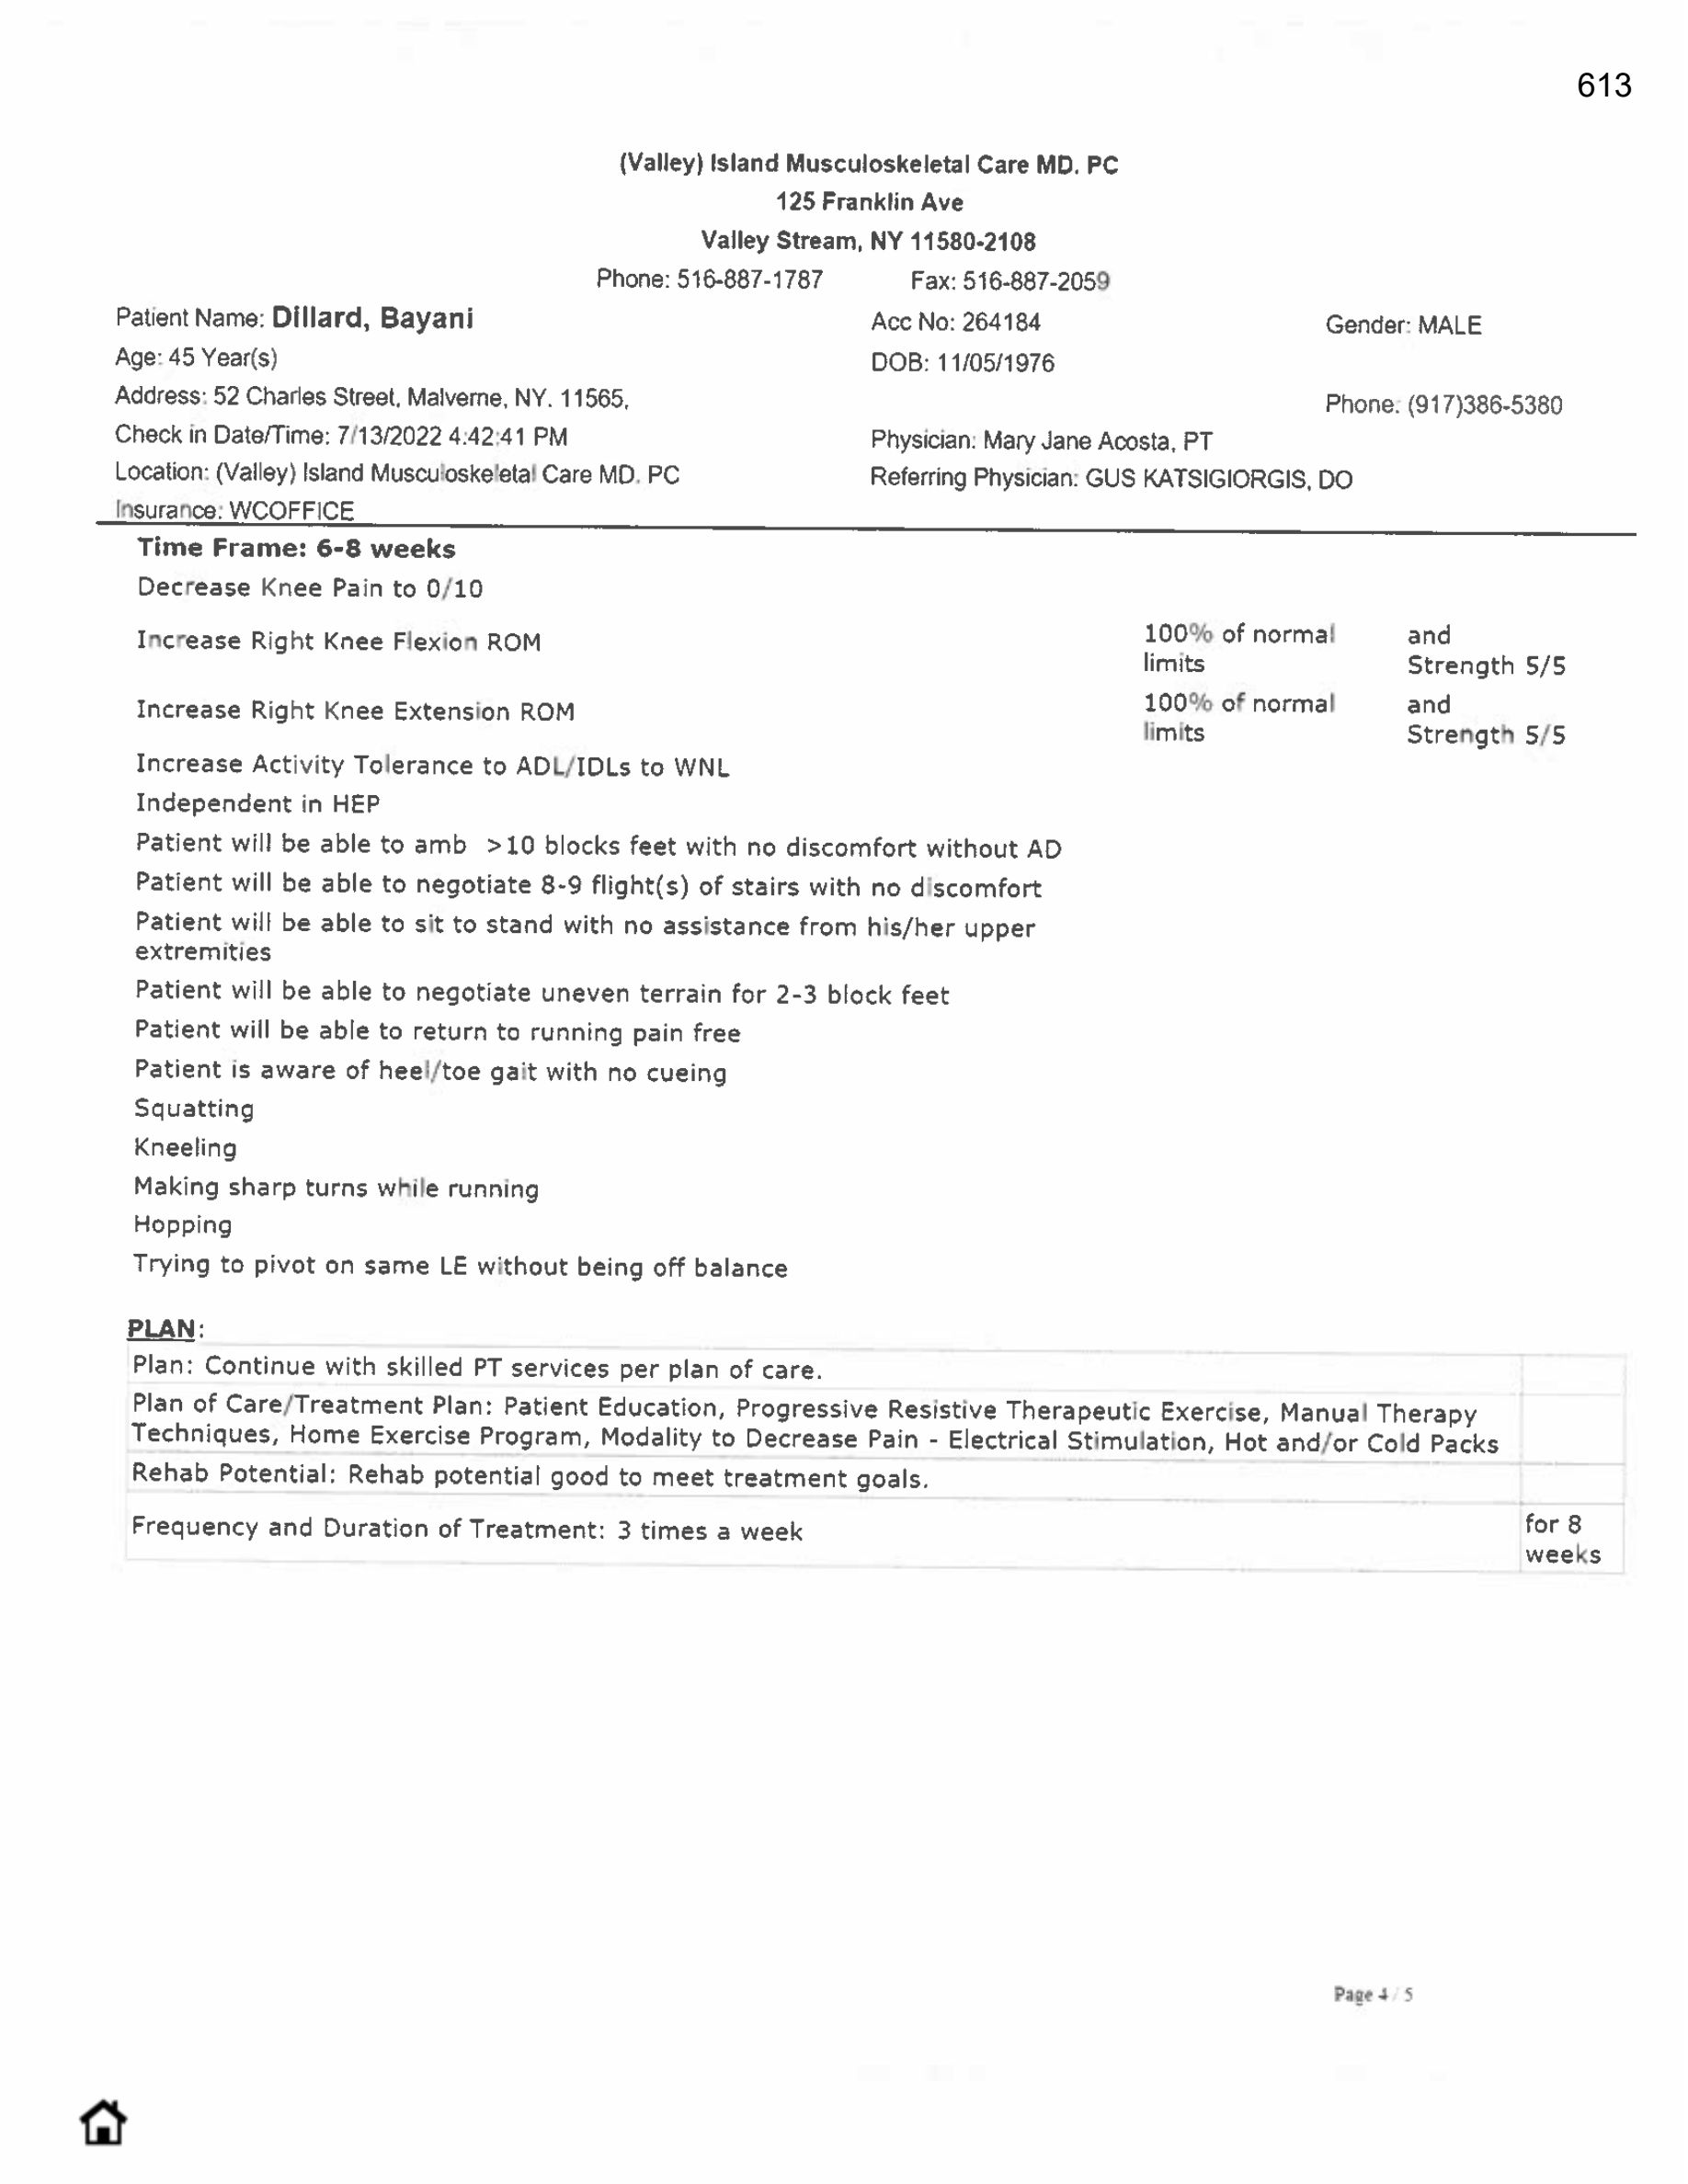 613
(Valley) Island Musculoskeletal Care MD. PC
125 Franklin Ave
Valley Stream, NY 11580-2108
Phone: 516-887-1787 Fax: 516-887-2059
Patient Name: Dillard, Bayani Acc No: 264184 Gender: MALE
Age: 45 Year(s) DOB: 11/05/1976
Address: 52 Charles Street, Malverne, NY. 11565, Phone: (917)386-5380
Check in Date/Time: 7/13/2022 4:42:41 PM Physician: Mary Jane Acosta, PT
Location: (Valley) Island Musculoskeletal Care MD. PC Referring Physician: GUS KATSIGIORGIS, DO
Insurance: WCOFFICE
Time Frame: 6-8 weeks
Decrease Knee Pain to 0/10
Increase Right Knee Flexion ROM 100% of normal and
limits Strength 5/5
Increase Right Knee Extension ROM 100% of normal and
limits Strength 5/5
Increase Activity Tolerance to ADL/IDLs to WNL
Independent in HEP
Patient will be able to amb >10 blocks feet with no discomfort without AD
Patient will be able to negotiate 8-9 flight(s) of stairs with no discomfort
Patient will be able to sit to stand with no assistance from his/her upper
extremities
Patient will be able to negotiate uneven terrain for 2-3 block feet
Patient will be able to return to running pain free
Patient is aware of heel/toe gait with no cueing
Squatting
Kneeling
Making sharp turns while running
Hopping
Trying to pivot on same LE without being off balance
PLAN:
Plan: Continue with skilled PT services per plan of care.
Plan of Care/Treatment Plan: Patient Education, Progressive Resistive Therapeutic Exercise, Manual Therapy
Techniques, Home Exercise Program, Modality to Decrease Pain - Electrical Stimulation, Hot and/or Cold Packs
Rehab Potential: Rehab potential good to meet treatment goals.
Frequency and Duration of Treatment: 3 times a week for 8
weeks
Page 4 / 5